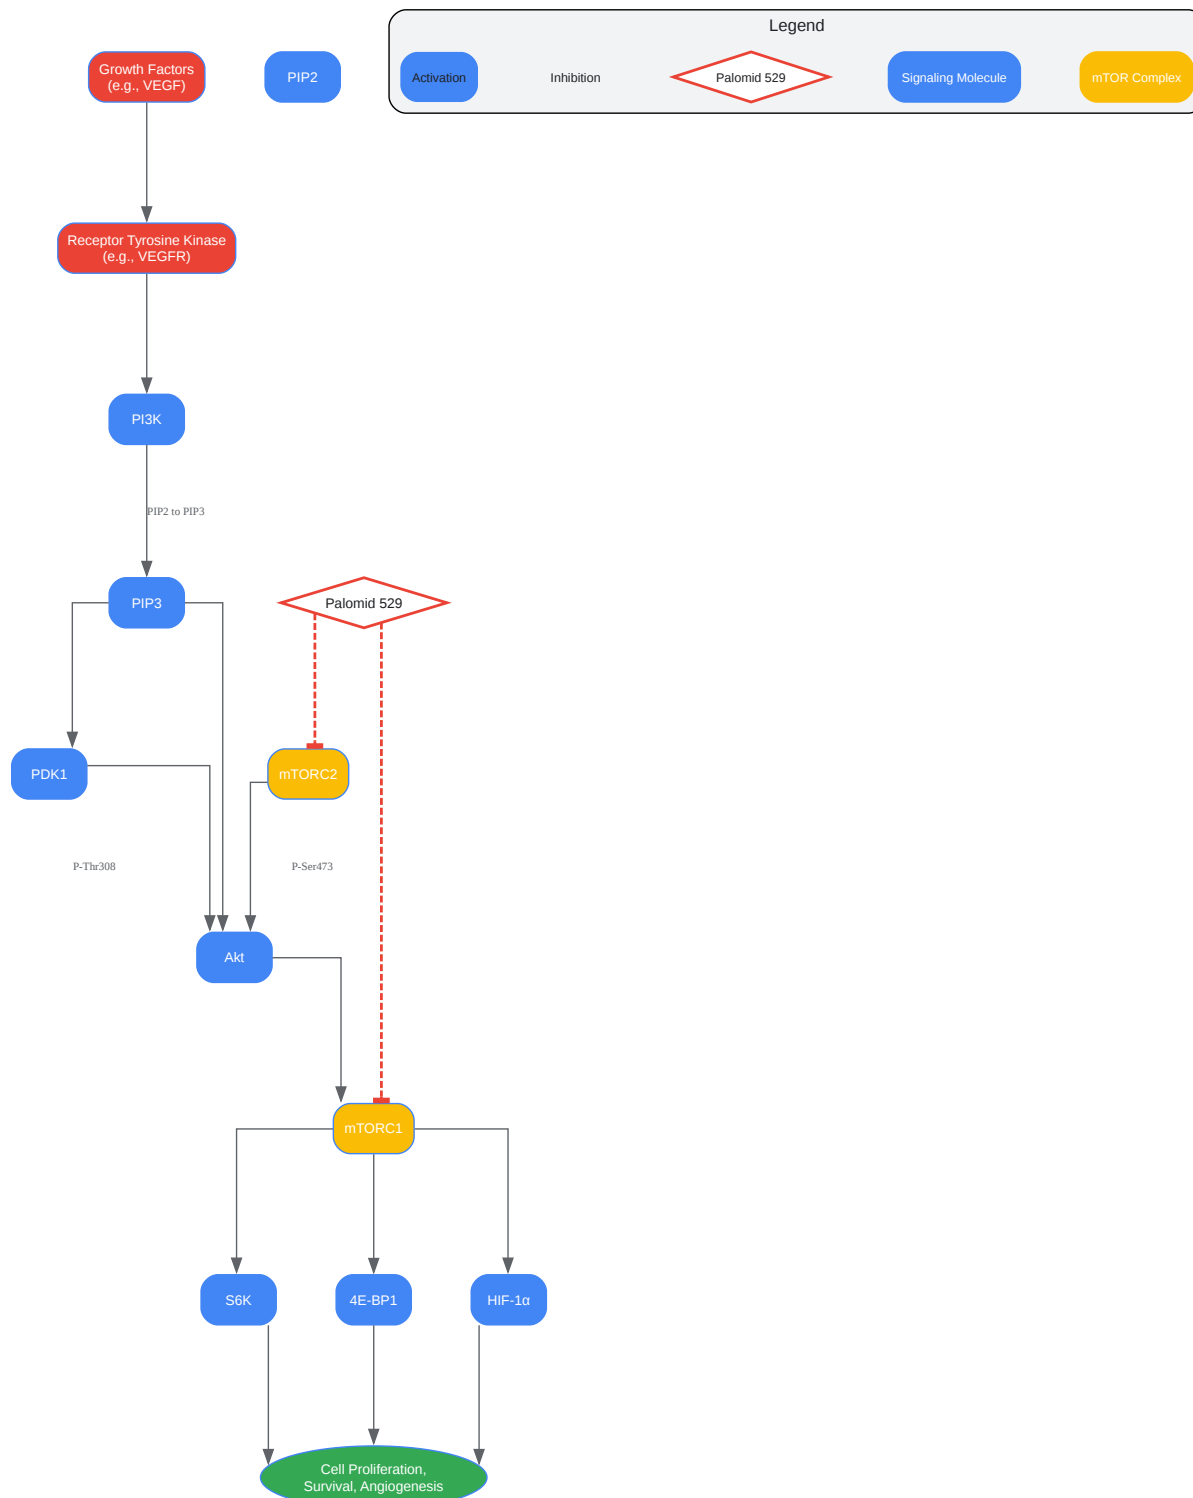 Legend
Growth Factors
(e.g., VEGF)
PIP2
Activation
Inhibition
Palomid 529
Signaling Molecule
mTOR Complex
Receptor Tyrosine Kinase
(e.g., VEGFR)
PI3K
PIP2 to PIP3
PIP3
Palomid 529
PDK1
mTORC2
P-Thr308
P-Ser473
Akt
mTORC1
S6K
4E-BP1
HIF-1α
Cell Proliferation,
Survival, Angiogenesis